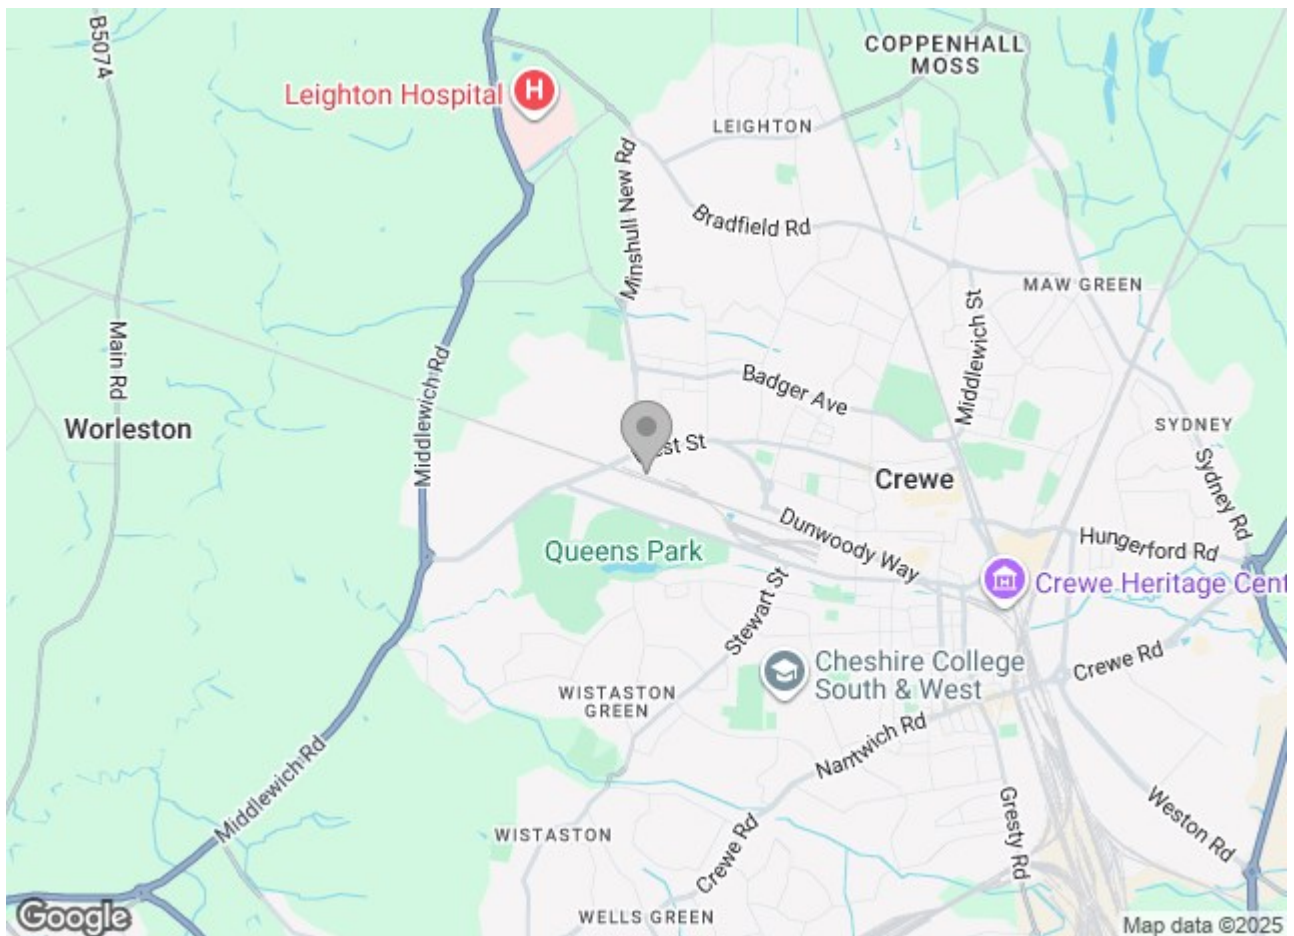 B5074
COPPENHALL
MOSS
Leighton Hospital
H
LEIGHTON
Minshull New Rd
Bradfield Rd
MAW GREEN
Middlewich St
Main Rd
Middlewich Rd
Badger Ave
Worleston
SYDNEY
West St
Crewe
Sydney Rd
Dunwoody Way
Hungerford Rd
Queens Park
Crewe Heritage Cent
Stewart St
Cheshire College
South & West
Crewe Rd
WISTASTON
GREEN
Nantwich Rd
Middlewich Rd
Gresty Rd
Weston Rd
WISTASTON
Crewe Rd
WELLS GREEN
Google
Map data ©2025